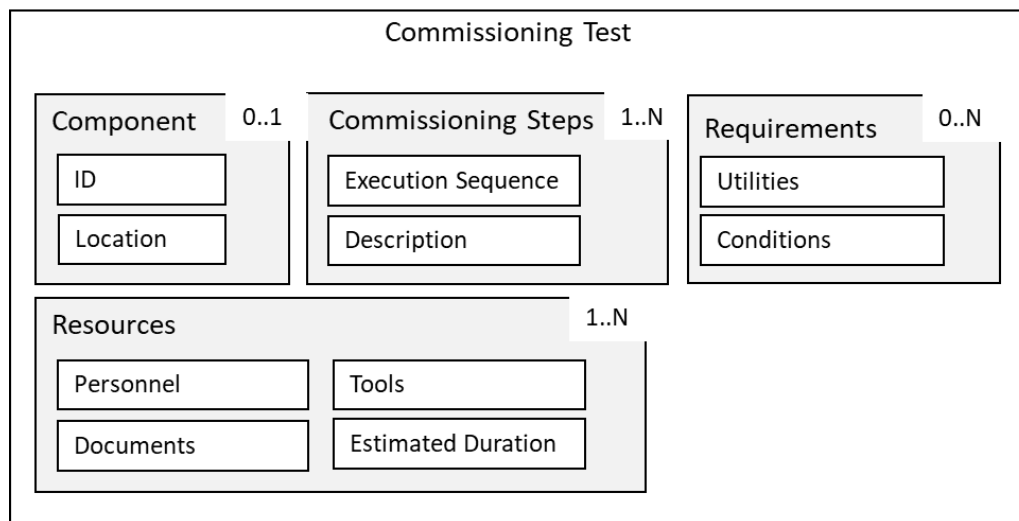 Commissioning Test
Component
0..1
ID
Location
Commissioning Steps
1..N
Execution Sequence
Description
Requirements
0..N
Utilities
Conditions
Resources
1..N
Personnel
Tools
Documents
Estimated Duration